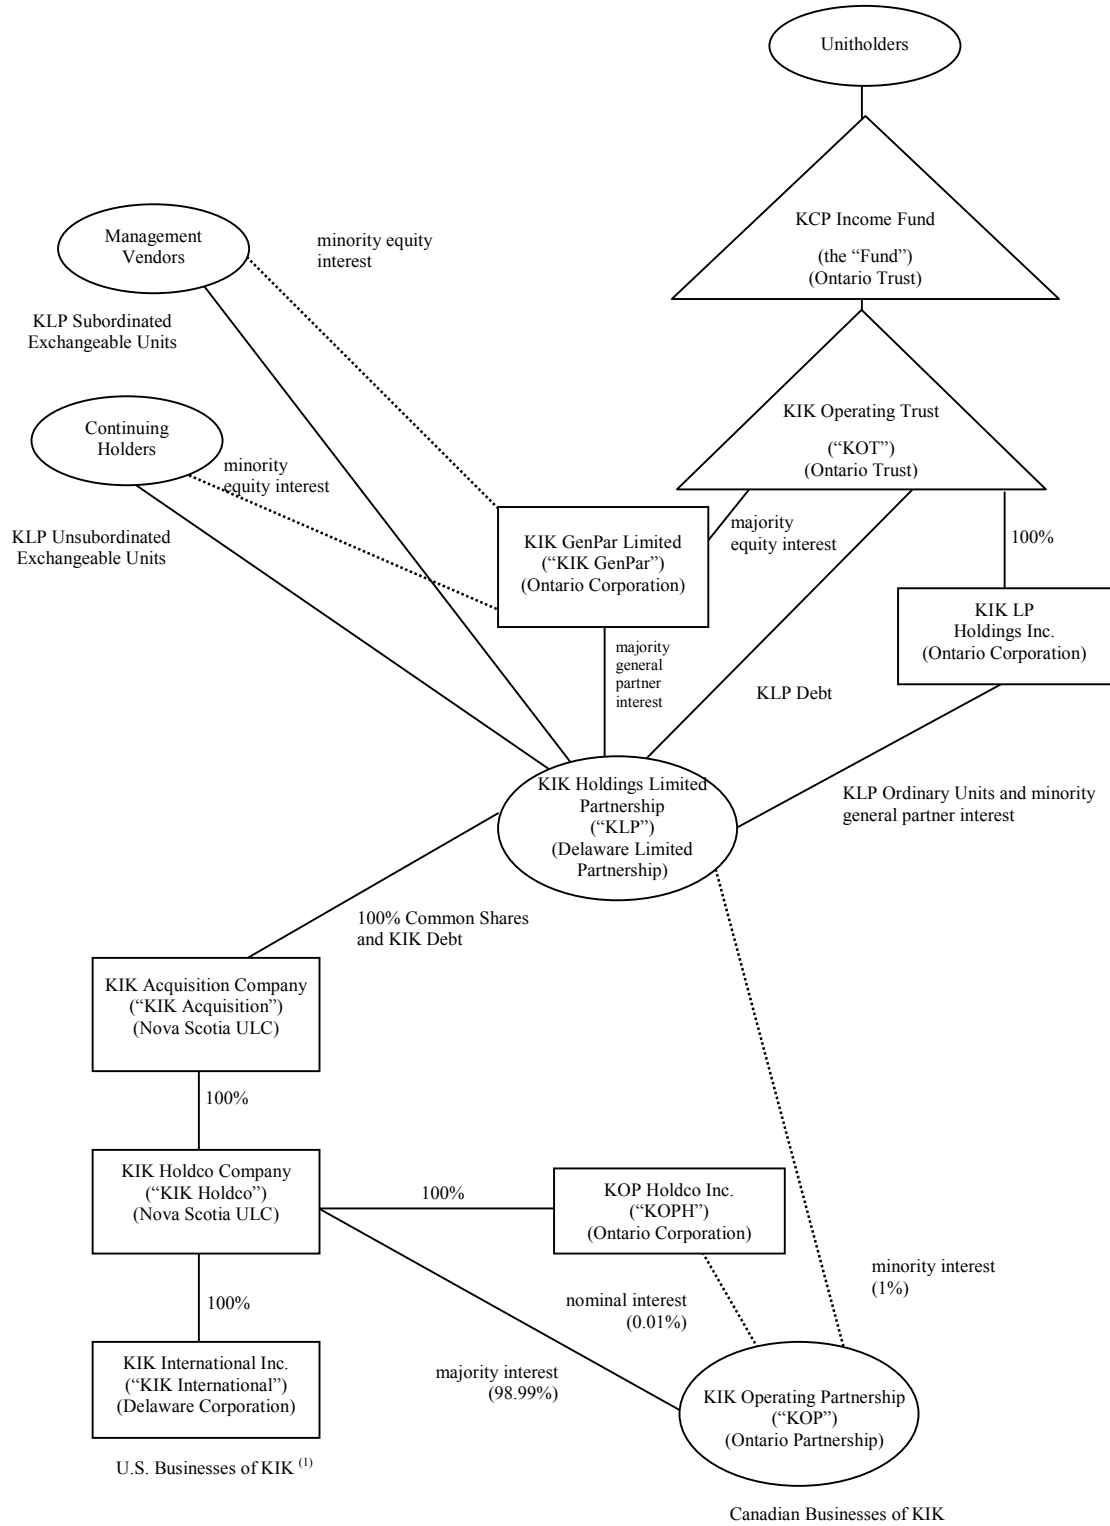 Unitholders
KCP Income Fund
(the “Fund”)
(Ontario Trust)
Management
Vendors
minority equity
interest
KLP Subordinated
Exchangeable Units
KIK Operating Trust
(“KOT”)
(Ontario Trust)
Continuing
Holders
minority
equity interest
KLP Unsubordinated
Exchangeable Units
KIK GenPar Limited
(“KIK GenPar”)
(Ontario Corporation)
majority
equity interest
100%
KIK LP
Holdings Inc.
(Ontario Corporation)
majority
general
partner
interest
KLP Debt
KIK Holdings Limited
Partnership
(“KLP”)
(Delaware Limited
Partnership)
KLP Ordinary Units and minority
general partner interest
100% Common Shares
and KIK Debt
KIK Acquisition Company
(“KIK Acquisition”)
(Nova Scotia ULC)
100%
KIK Holdco Company
(“KIK Holdco”)
(Nova Scotia ULC)
100%
KOP Holdco Inc.
(“KOPH”)
(Ontario Corporation)
minority interest
(1%)
nominal interest
(0.01%)
100%
KIK International Inc.
(“KIK International”)
(Delaware Corporation)
majority interest
(98.99%)
KIK Operating Partnership
(“KOP”)
(Ontario Partnership)
U.S. Businesses of KIK (1)
Canadian Businesses of KIK